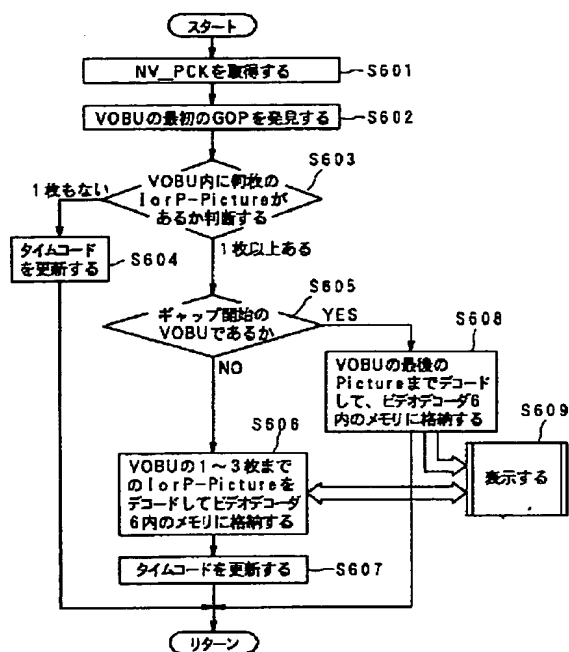 スタート
NV_PCKを取得する
S601
VOBUの最初のGOPを発見する
S602
S603
VOBU内に何枚の
IorP-Pictureが
あるか判断する
1枚もない
タイムコード
を更新する
S604
1枚以上ある
S605
ギャップ開始の
VOBUであるか
YES
NO
S608
VOBUの最後の
Pictureまでデコード
して、ビデオデコーダ6
内のメモリに格納する
S609
表示する
S606
VOBUの1〜3枚まで
のIorP-Pictureを
デコードしてビデオデコーダ
6内のメモリに格納する
タイムコードを更新する
S607
リターン